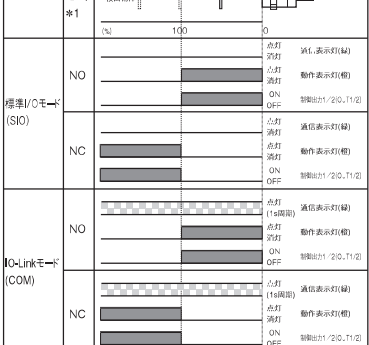 *1
(%) 100 0
標準I/Oモード
(SIO)
NO
点灯
消灯
通信表示灯(緑)
点灯
消灯
動作表示灯(橙)
ON
OFF
制御出力1/2(OUT1/2)
NC
点灯
消灯
通信表示灯(緑)
点灯
消灯
動作表示灯(橙)
ON
OFF
制御出力1/2(OUT1/2)
IO-Linkモード
(COM)
NO
点灯
(1s周期)
通信表示灯(緑)
点灯
消灯
動作表示灯(橙)
ON
OFF
制御出力1/2(OUT1/2)
NC
点灯
(1s周期)
通信表示灯(緑)
点灯
消灯
動作表示灯(橙)
ON
OFF
制御出力1/2(OUT1/2)